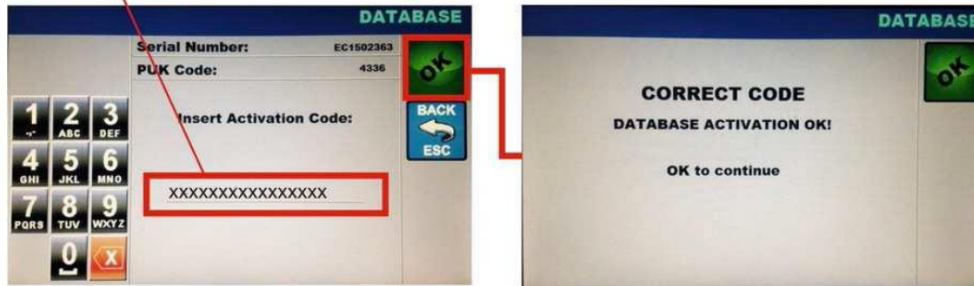 DATABASE
Serial Number: EC1502363
PUK Code: 4336
OK
Insert Activation Code:
BACK
ESC
1 2 ABC 3 DEF
4 GHI 5 JKL 6 MNO
7 PQRS 8 TUV 9 WXYZ
0 X
XXXXXXXXXXXXXXXX
DATABASE
OK
CORRECT CODE
DATABASE ACTIVATION OK!
OK to continue